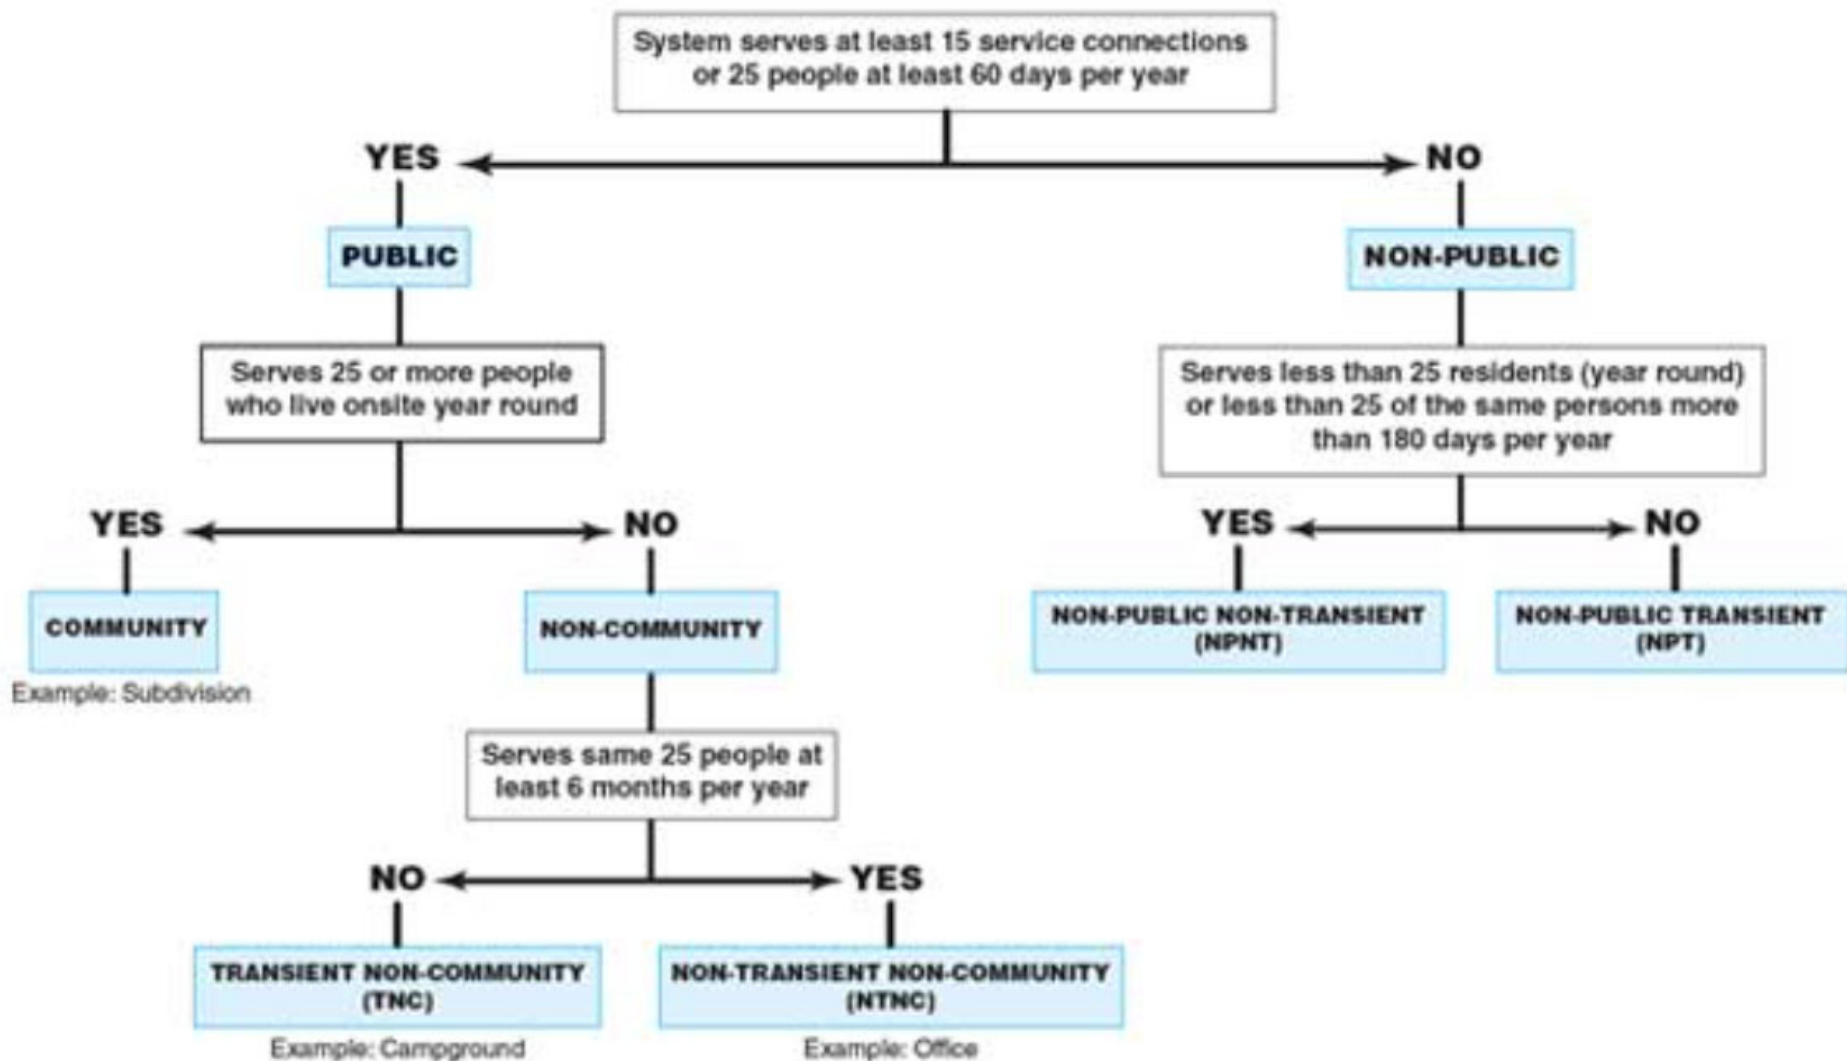 System serves at least 15 service connections
or 25 people at least 60 days per year
YES
NO
PUBLIC
NON-PUBLIC
Serves 25 or more people
who live onsite year round
Serves less than 25 residents (year round)
or less than 25 of the same persons more
than 180 days per year
YES
NO
YES
NO
COMMUNITY
Example: Subdivision
NON-COMMUNITY
NON-PUBLIC NON-TRANSIENT
(NPNT)
NON-PUBLIC TRANSIENT
(NPT)
Serves same 25 people at
least 6 months per year
NO
YES
TRANSIENT NON-COMMUNITY
(TNC)
Example: Campground
NON-TRANSIENT NON-COMMUNITY
(NTNC)
Example: Office